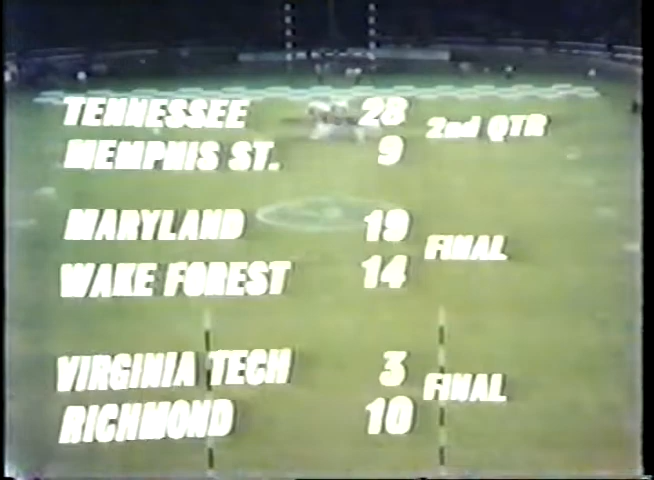 TENNESSEE 28 2nd QTR
MEMPHIS ST. 9
MARYLAND 19 FINAL
WAKE FOREST 14
VIRGINIA TECH 3 FINAL
RICHMOND 10